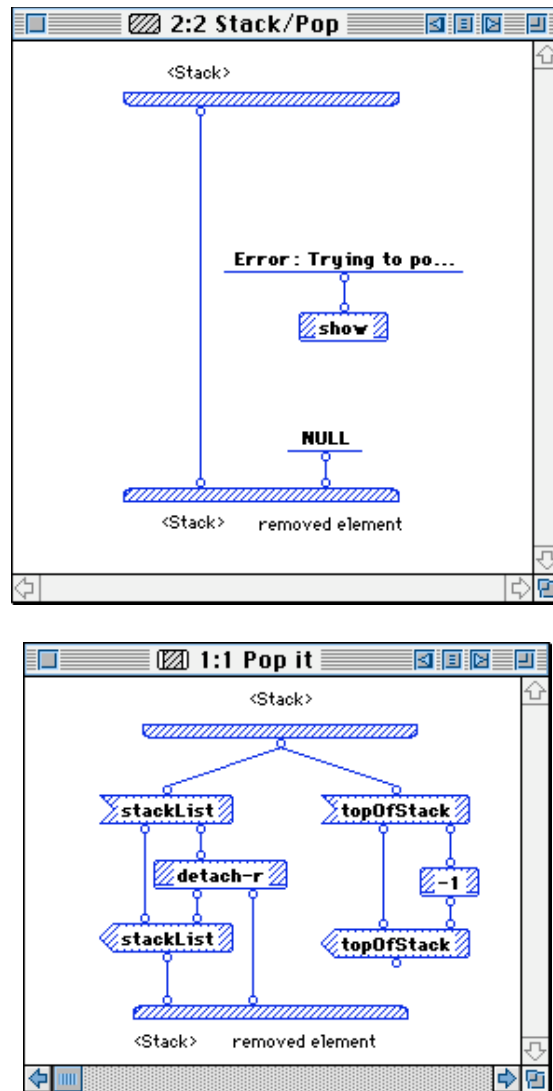 2:2 Stack/Pop
<Stack>
Error: Trying to po...
show
NULL
<Stack> removed element
1:1 Pop it
<Stack>
stackList topOfStack
detach-r -1
stackList topOfStack
<Stack> removed element